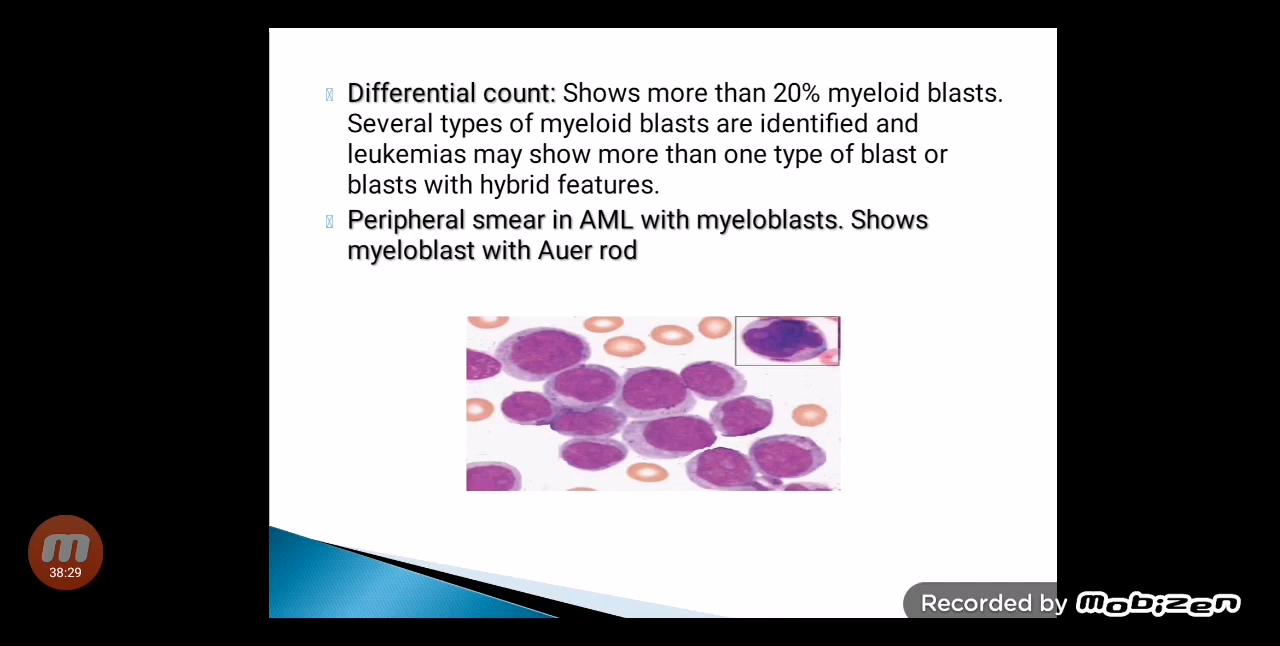 Differential count: Shows more than 20% myeloid blasts.
Several types of myeloid blasts are identified and
leukemias may show more than one type of blast or
blasts with hybrid features.
Peripheral smear in AML with myeloblasts. Shows
myeloblast with Auer rod
38:29
Recorded by mobizen